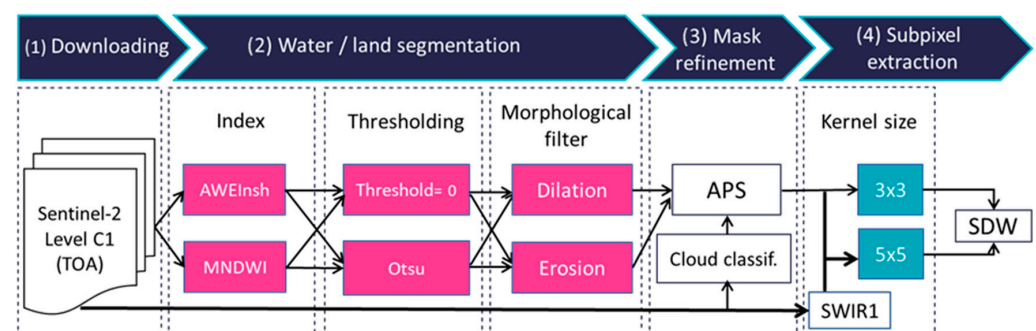 (1) Downloading
(2) Water / land segmentation
(3) Mask
refinement
(4) Subpixel
extraction
Index
Thresholding
Morphological
filter
Kernel size
Sentinel-2
Level C1
(TOA)
AWEInsh
MNDWI
Threshold= 0
Otsu
Dilation
Erosion
APS
Cloud classif.
3x3
5x5
SWIR1
SDW